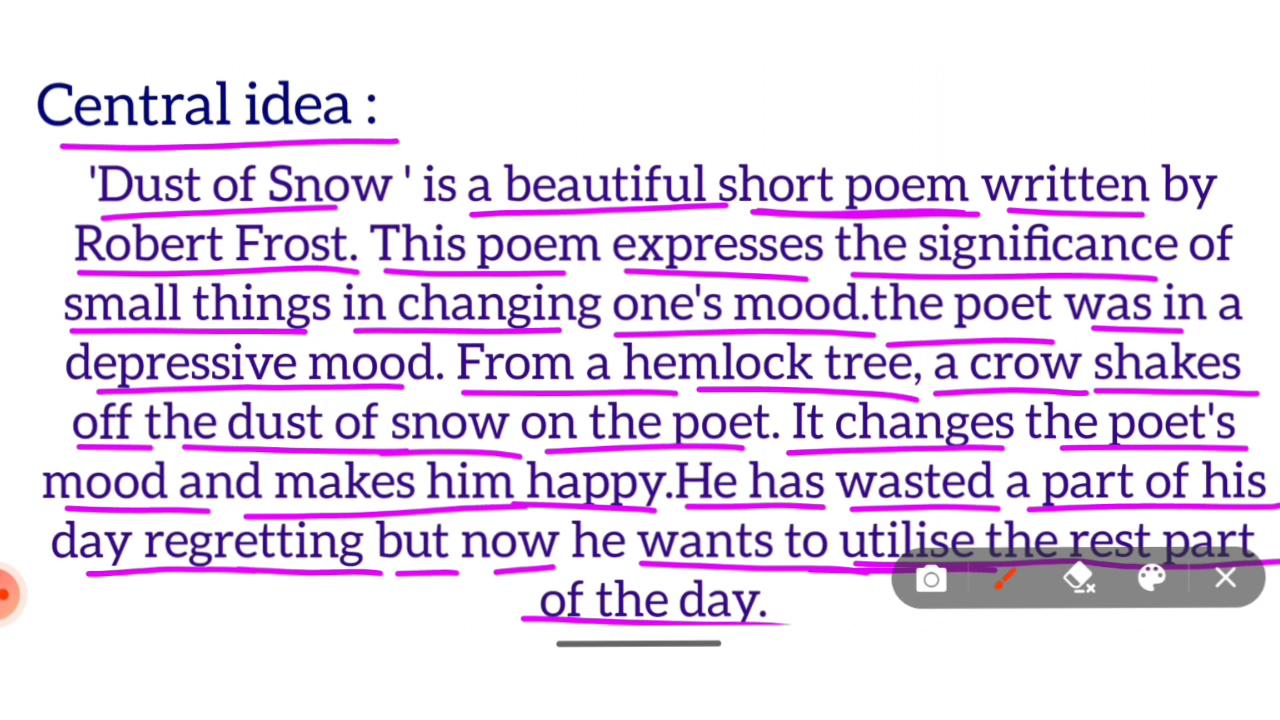 Central idea :
'Dust of Snow ' is a beautiful short poem written by
Robert Frost. This poem expresses the significance of
small things in changing one's mood.the poet was in a
depressive mood. From a hemlock tree, a crow shakes
off the dust of snow on the poet. It changes the poet's
mood and makes him happy.He has wasted a part of his
day regretting but now he wants to utilise the rest part
of the day.